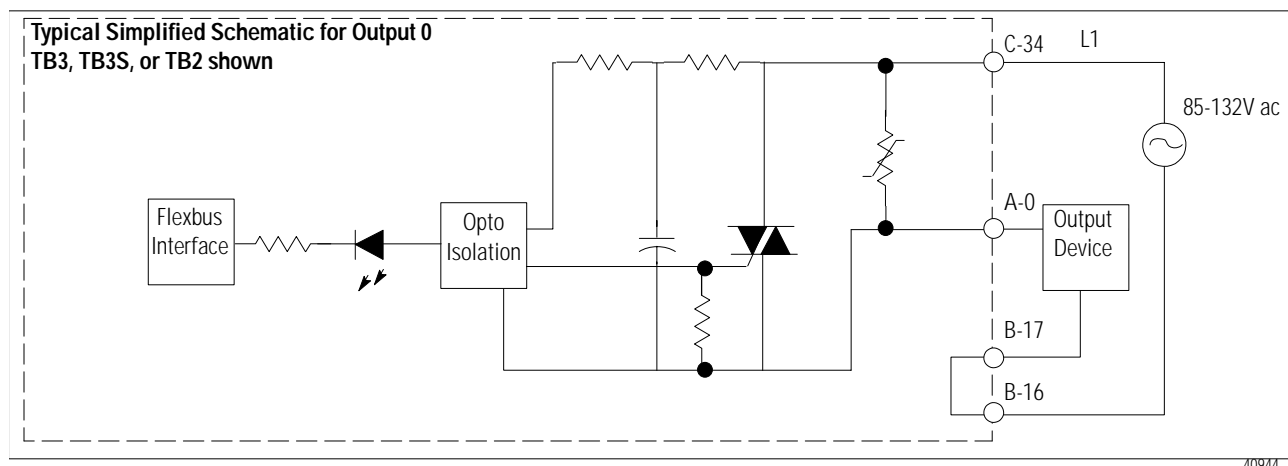 Typical Simplified Schematic for Output 0
TB3, TB3S, or TB2 shown
C-34
L1
85-132V ac
A-0
Flexbus
Interface
Opto
Isolation
Output
Device
B-17
B-16
40944